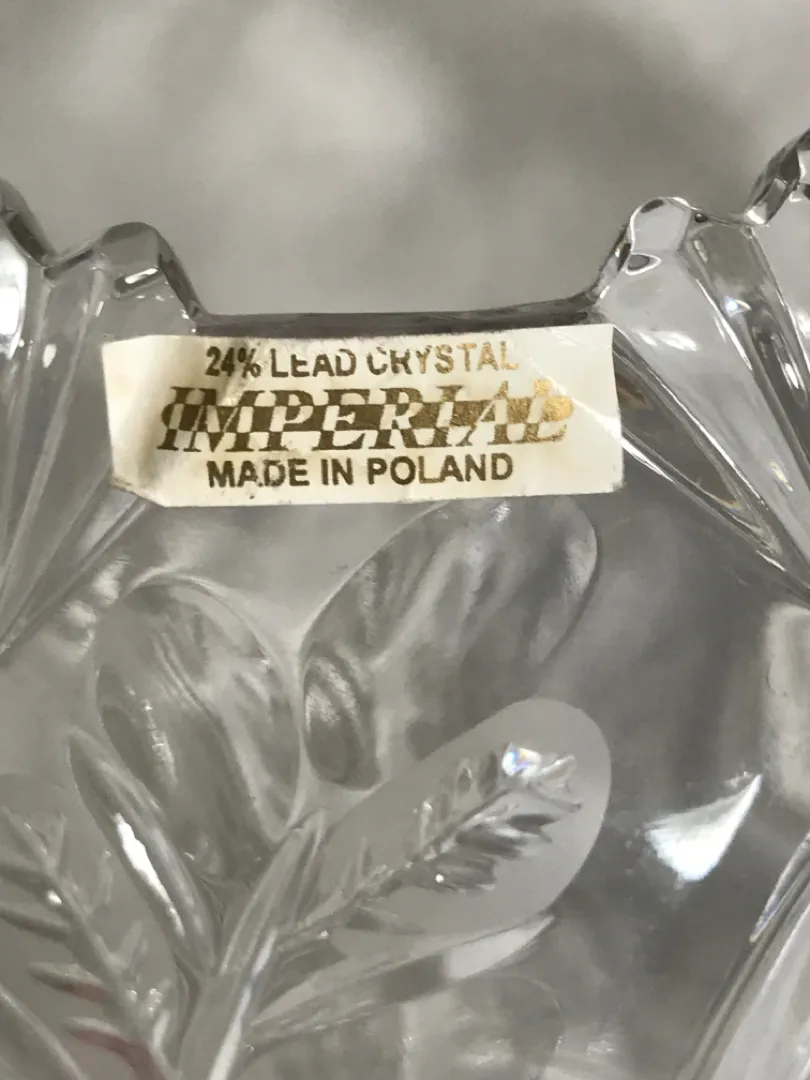 24% LEAD CRYSTAL
IMPERIAL
MADE IN POLAND